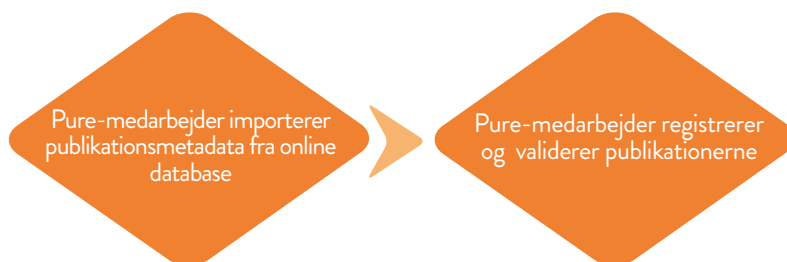 Pure-medarbejder importerer
publikationsmetadata fra online
database
Pure-medarbejder registrerer
og validerer publikationerne